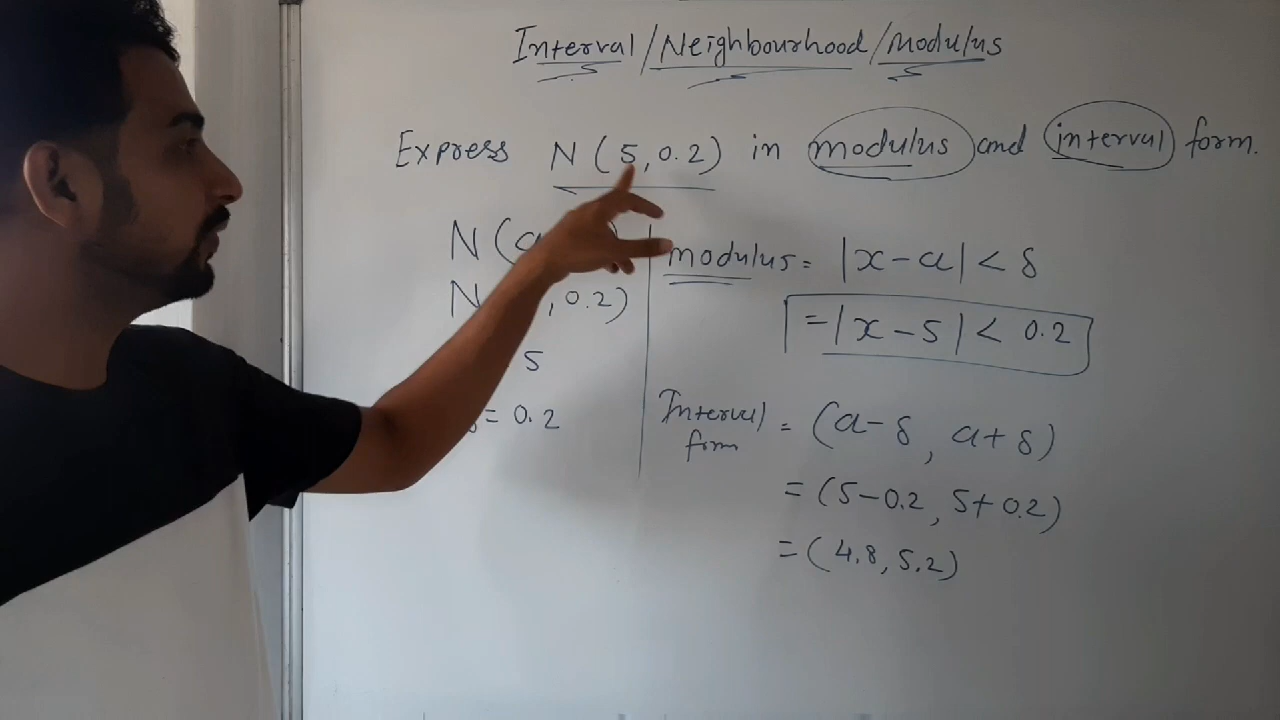 Interval/Neighbourhood/Modulus
Express N (5, 0.2) in modulus and interval form.
N (a
N , 0.2)
5
= 0.2
modulus = |x-a| < δ
= |x-5| < 0.2
Interval form = (a-δ, a+δ)
= (5-0.2, 5+0.2)
= (4.8, 5.2)